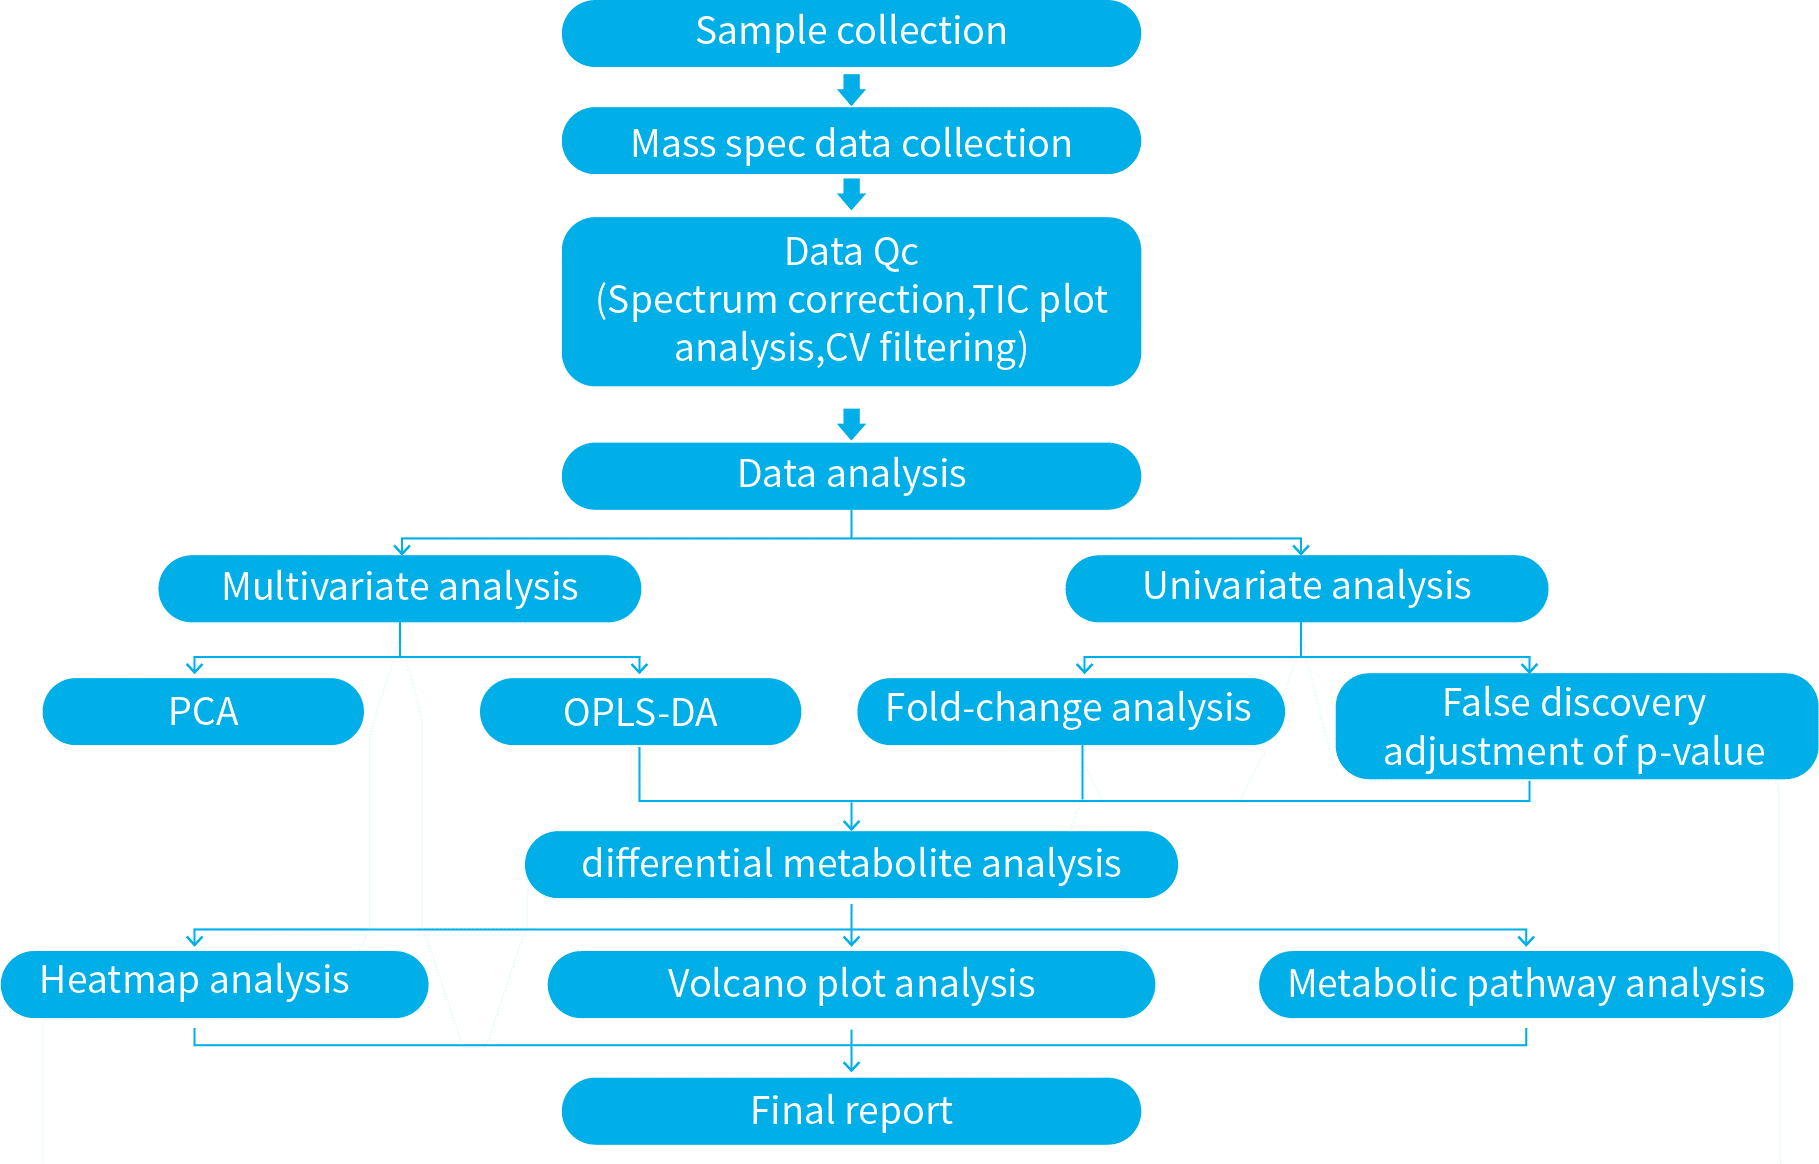 Sample collection
Mass spec data collection
Data Qc
(Spectrum correction,TIC plot
analysis,CV filtering)
Data analysis
Multivariate analysis
Univariate analysis
PCA
OPLS-DA
Fold-change analysis
False discovery
adjustment of p-value
differential metabolite analysis
Heatmap analysis
Volcano plot analysis
Metabolic pathway analysis
Final report